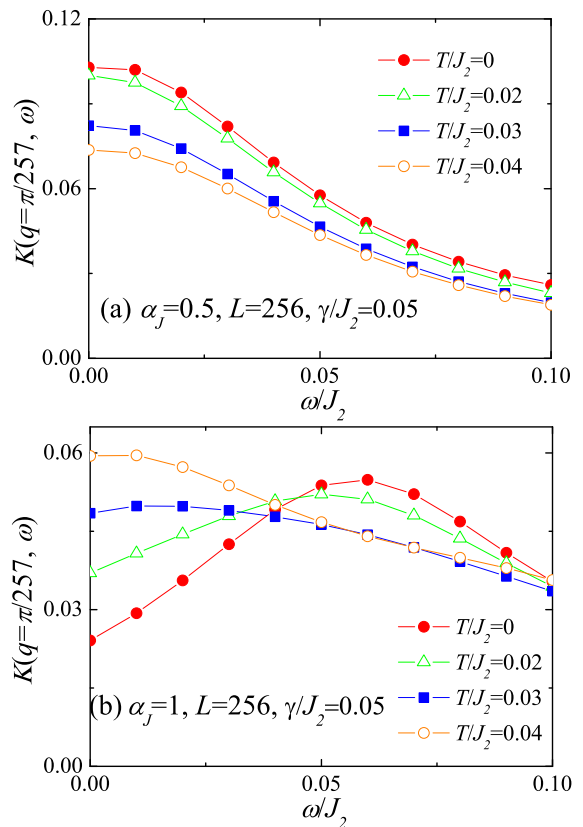 0.12
T/J₂=0
T/J₂=0.02
T/J₂=0.03
T/J₂=0.04
0.06
K(q=π/257, ω)
(a) α_J=0.5, L=256, γ/J₂=0.05
0.00
0.00 0.05 0.10
ω/J₂
0.06
K(q=π/257, ω)
0.03
T/J₂=0
T/J₂=0.02
(b) α_J=1, L=256, γ/J₂=0.05
T/J₂=0.03
T/J₂=0.04
0.00
0.00 0.05 0.10
ω/J₂